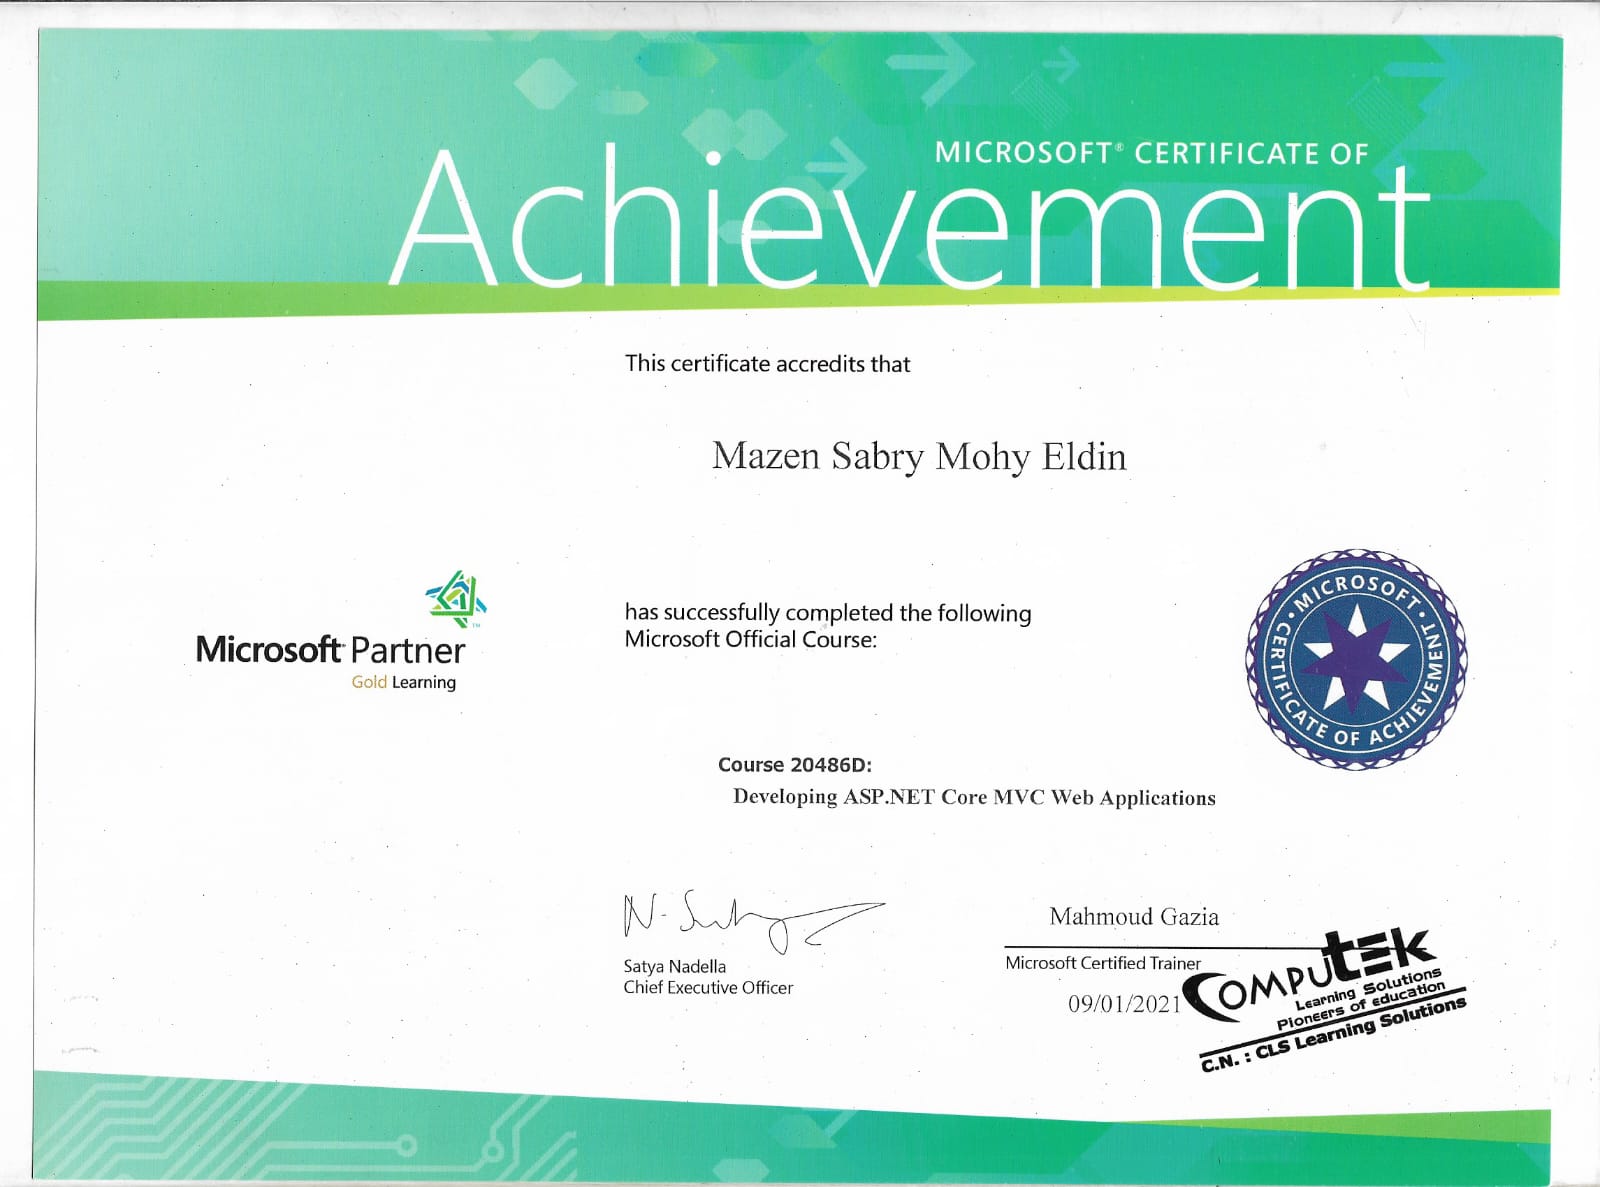 MICROSOFT® CERTIFICATE OF
Achievement
This certificate accredits that
Mazen Sabry Mohy Eldin
has successfully completed the following
Microsoft Official Course:
Microsoft Partner
Gold Learning
MICROSOFT • CERTIFICATE OF ACHIEVEMENT •
Course 20486D:
Developing ASP.NET Core MVC Web Applications
N. Satya
Satya Nadella
Chief Executive Officer
Mahmoud Gazia
Microsoft Certified Trainer
09/01/2021
COMPUTEK
Learning Solutions
Pioneers of education
C.N. : CLS Learning Solutions